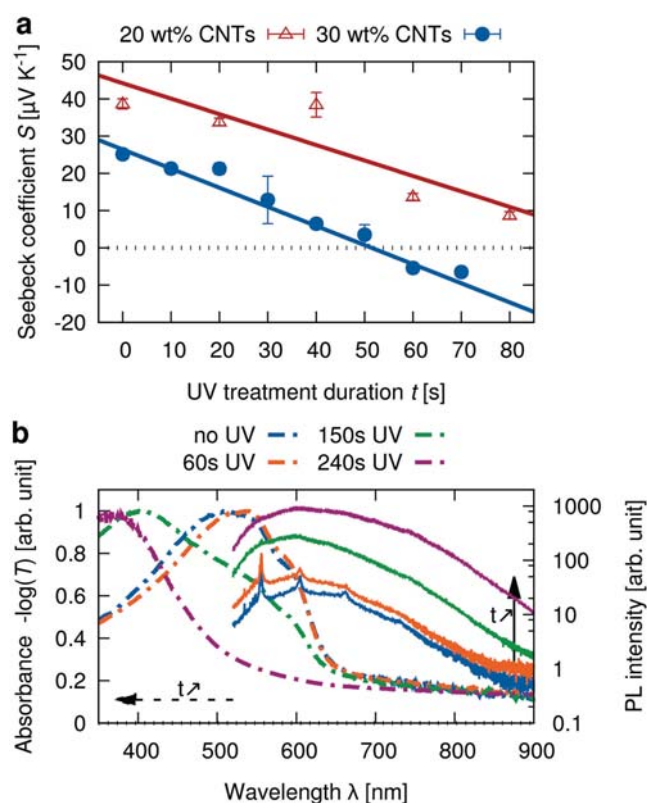 a
20 wt% CNTs 30 wt% CNTs
50
40
30
20
10
0
-10
-20
Seebeck coefficient S [µV K⁻¹]
0 10 20 30 40 50 60 70 80
UV treatment duration t [s]
b
no UV 150s UV
60s UV 240s UV
1
0.8
0.6
0.4
0.2
0
Absorbance -log(T) [arb. unit]
1000
100
10
1
0.1
PL intensity [arb. unit]
t↗
t↗
400 500 600 700 800 900
Wavelength λ [nm]